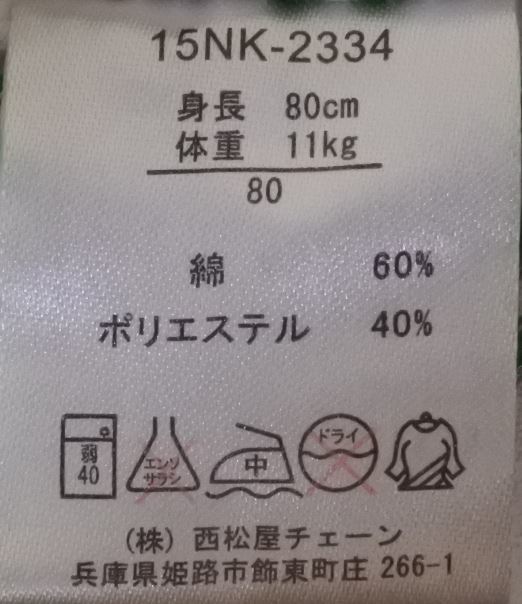 15NK-2334
身長 80cm
体重 11kg
80
綿 60%
ポリエステル 40%
弱
40
エンソ
サラシ
中
ドライ
(株) 西松屋チェーン
兵庫県姫路市飾東町庄 266-1